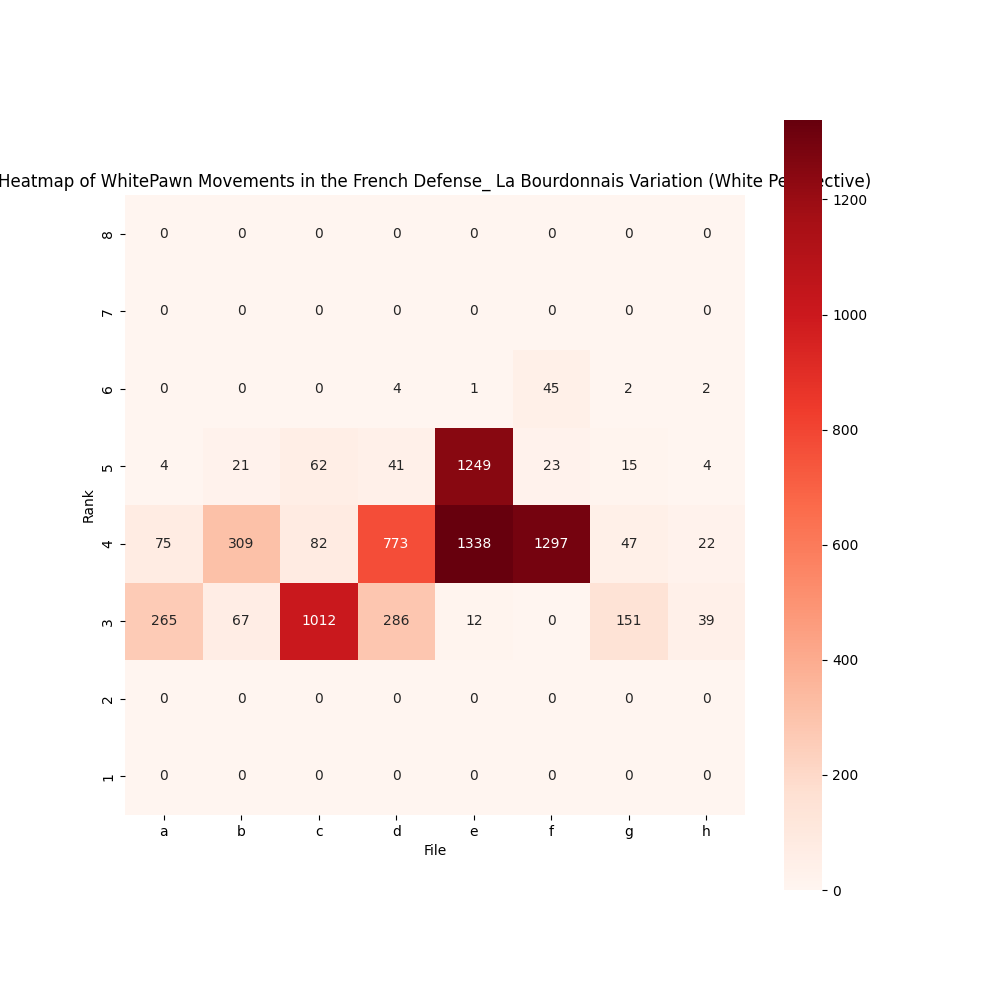 Heatmap of WhitePawn Movements in the French Defense_ La Bourdonnais Variation (White Pe ective)
1200
8 0 0 0 0 0 0 0 0
7 0 0 0 0 0 0 0 0
1000
6 0 0 0 4 1 45 2 2
800
5 4 21 62 41 1249 23 15 4
Rank
4 75 309 82 773 1338 1297 47 22
600
3 265 67 1012 286 12 0 151 39
400
2 0 0 0 0 0 0 0 0
200
1 0 0 0 0 0 0 0 0
a b c d e f g h
File
0